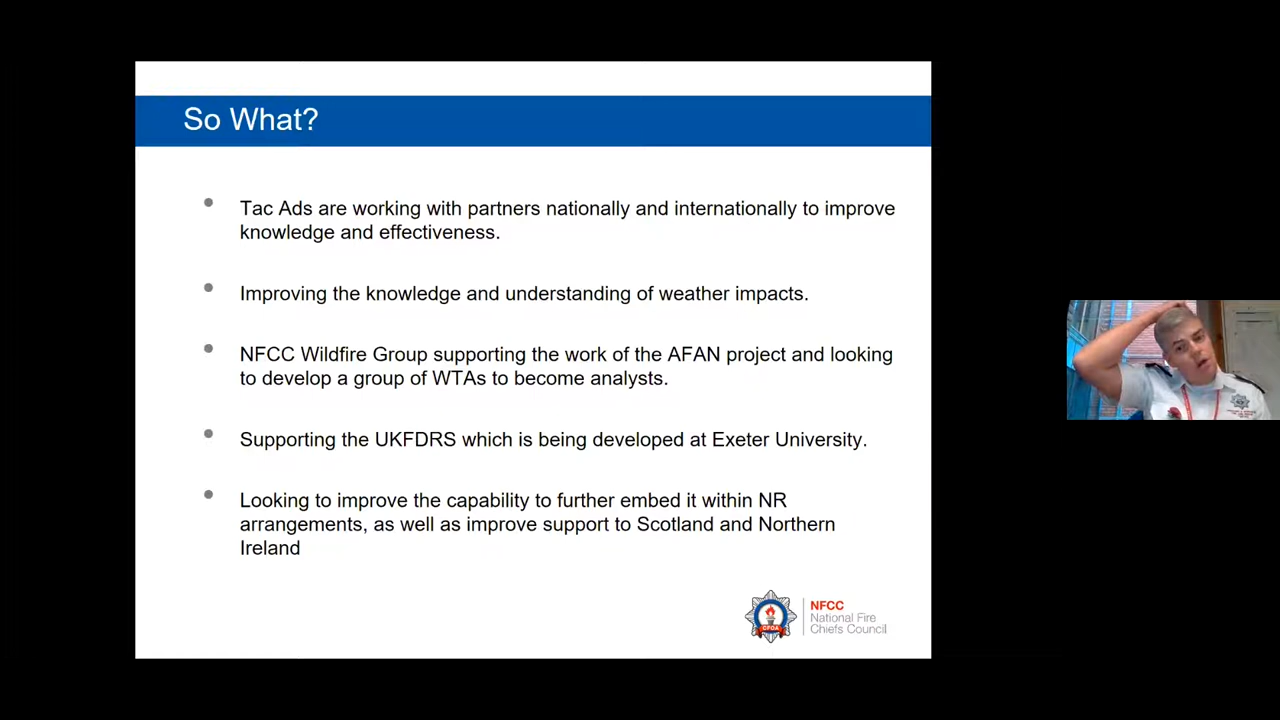 So What?
Tac Ads are working with partners nationally and internationally to improve
knowledge and effectiveness.
Improving the knowledge and understanding of weather impacts.
NFCC Wildfire Group supporting the work of the AFAN project and looking
to develop a group of WTAs to become analysts.
Supporting the UKFDRS which is being developed at Exeter University.
Looking to improve the capability to further embed it within NR
arrangements, as well as improve support to Scotland and Northern
Ireland
CFOA
NFCC
National Fire
Chiefs Council